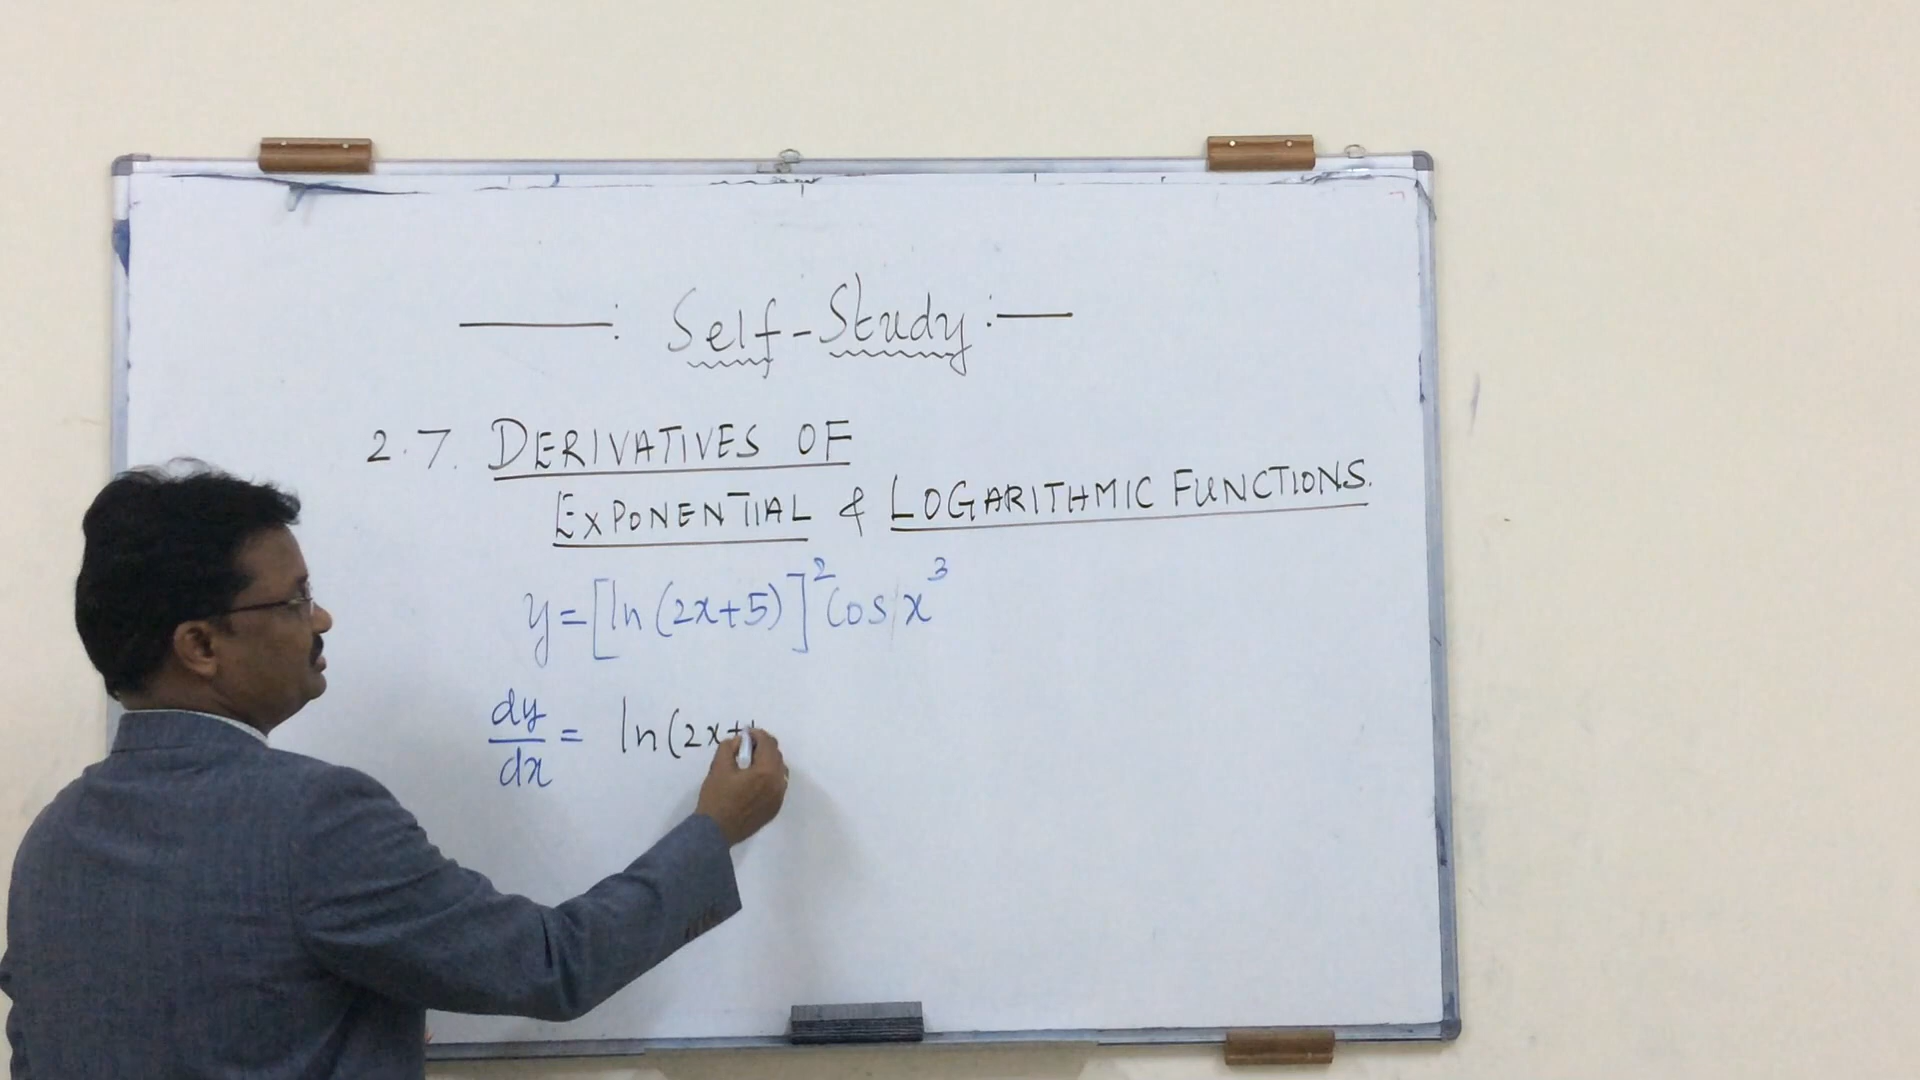 ——: Self-Study :—
2.7. DERIVATIVES OF
EXPONENTIAL & LOGARITHMIC FUNCTIONS.
y = [ln (2x+5)]² Cos x³
dy/dx = ln(2x+